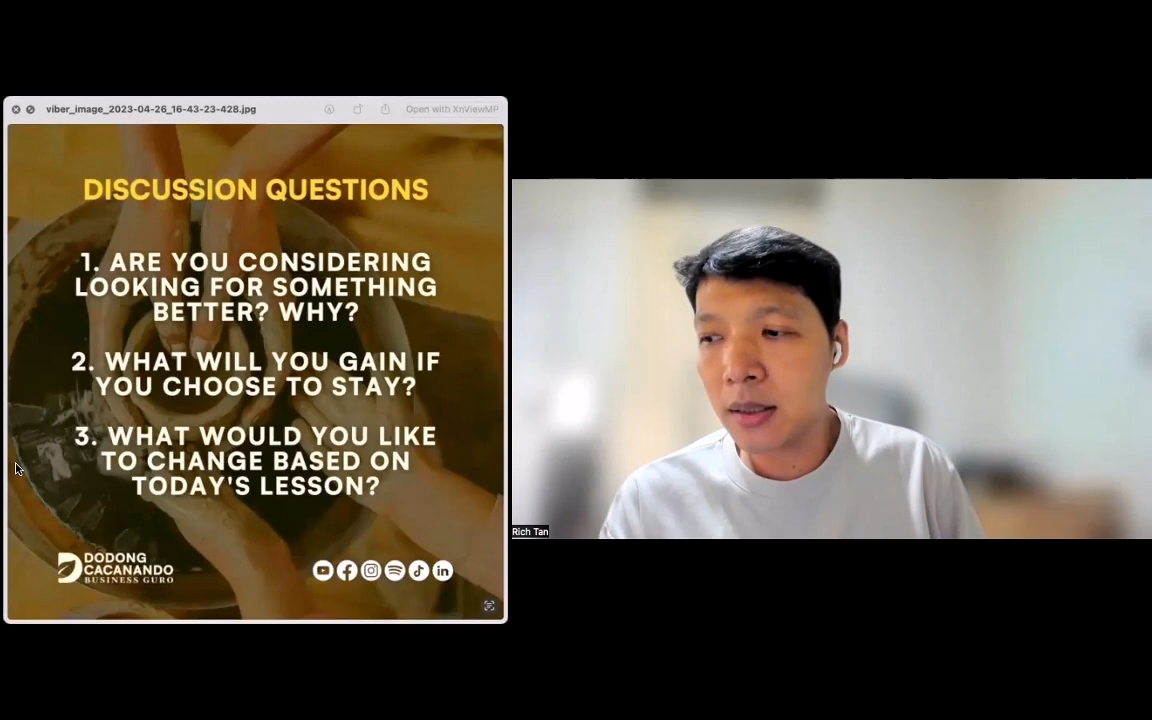 viber_image_2023-04-26_16-43-23-428.jpg
Open with XnViewMP
DISCUSSION QUESTIONS
1. ARE YOU CONSIDERING
LOOKING FOR SOMETHING
BETTER? WHY?
2. WHAT WILL YOU GAIN IF
YOU CHOOSE TO STAY?
3. WHAT WOULD YOU LIKE
TO CHANGE BASED ON
TODAY'S LESSON?
DODONG
CACANANDO
BUSINESS GURO
in
Rich Tan